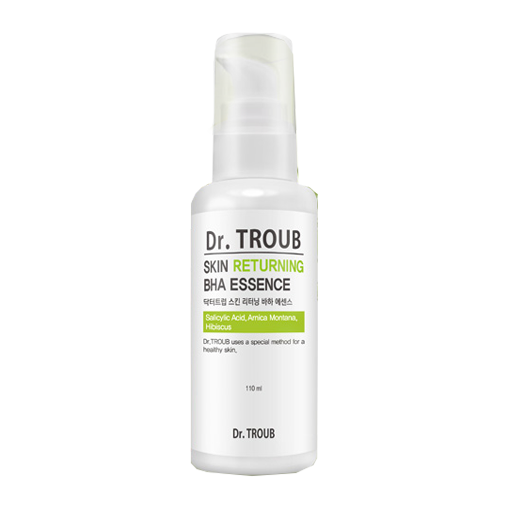 Dr. TROUB
SKIN RETURNING
BHA ESSENCE
닥터트럽 스킨 리터닝 바하 에센스
Salicylic Acid, Arnica Montana,
Hibiscus
Dr.TROUB uses a special method for a
healthy skin.
110 ml
Dr. TROUB